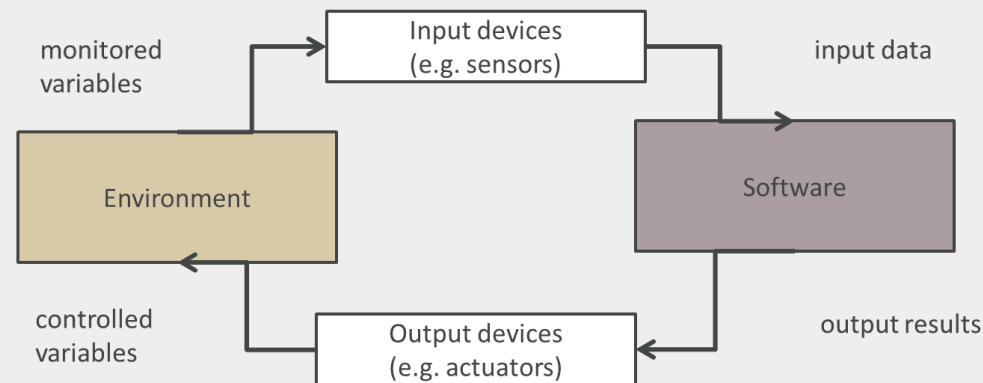 Input devices
(e.g. sensors)
monitored
variables
input data
Environment
Software
controlled
variables
Output devices
(e.g. actuators)
output results